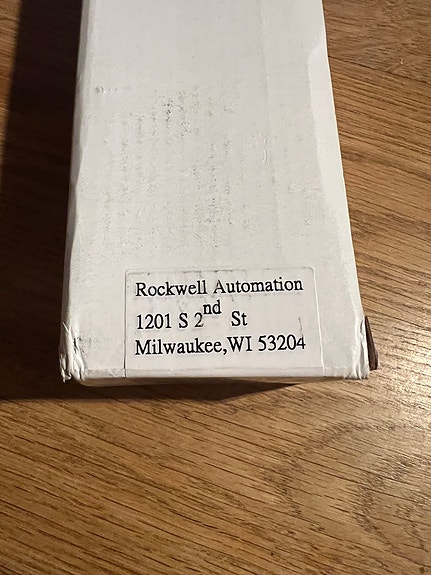 Rockwell Automation
1201 S 2nd St
Milwaukee,WI 53204